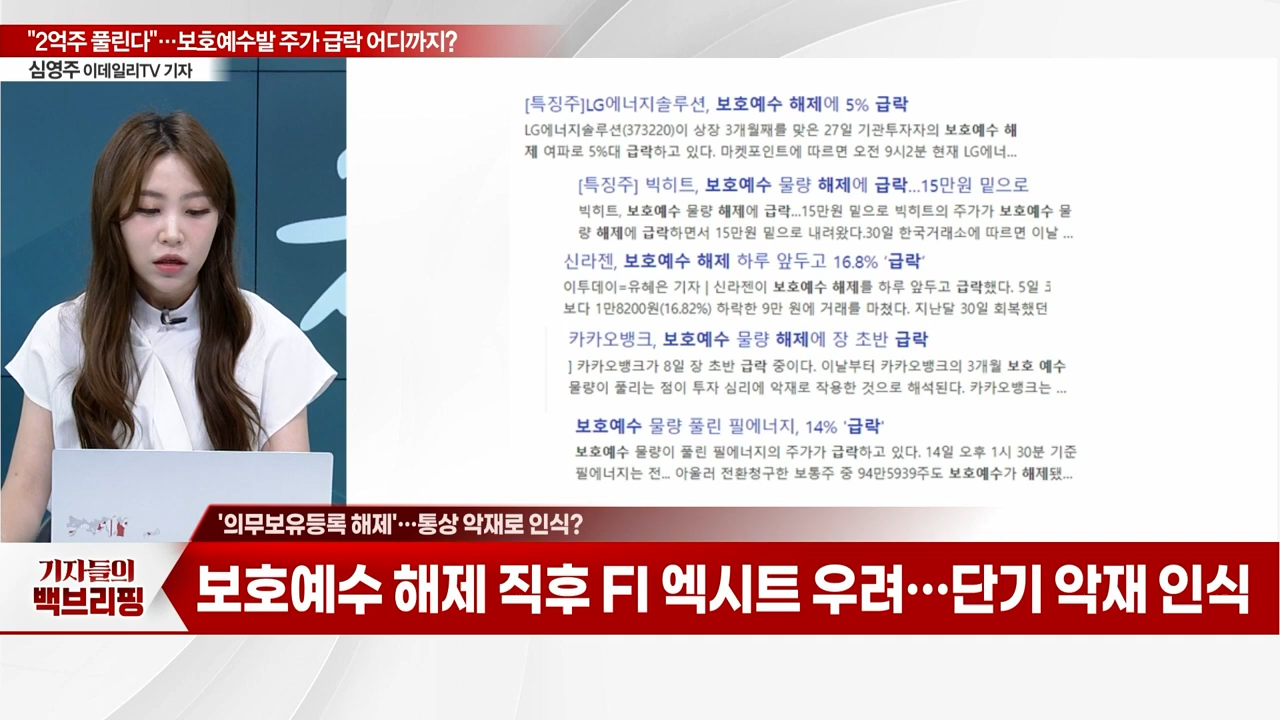 "2억주 풀린다"…보호예수발 주가 급락 어디까지?
심영주 이데일리TV 기자
[특징주]LG에너지솔루션, 보호예수 해제에 5% 급락
LG에너지솔루션(373220)이 상장 3개월째를 맞은 27일 기관투자자의 보호예수 해
제 여파로 5%대 급락하고 있다. 마켓포인트에 따르면 오전 9시2분 현재 LG에너...
[특징주] 빅히트, 보호예수 물량 해제에 급락...15만원 밑으로
빅히트, 보호예수 물량 해제에 급락...15만원 밑으로 빅히트의 주가가 보호예수 물
량 해제에 급락하면서 15만원 밑으로 내려왔다.30일 한국거래소에 따르면 이날 ...
신라젠, 보호예수 해제 하루 앞두고 16.8% '급락'
이투데이=유혜은 기자 | 신라젠이 보호예수 해제를 하루 앞두고 급락했다. 5일
보다 1만8200원(16.82%) 하락한 9만 원에 거래를 마쳤다. 지난달 30일 회복했던
카카오뱅크, 보호예수 물량 해제에 장 초반 급락
] 카카오뱅크가 8일 장 초반 급락 중이다. 이날부터 카카오뱅크의 3개월 보호 예수
물량이 풀리는 점이 투자 심리에 악재로 작용한 것으로 해석된다. 카카오뱅크는 ...
보호예수 물량 풀린 필에너지, 14% '급락'
보호예수 물량이 풀린 필에너지의 주가가 급락하고 있다. 14일 오후 1시 30분 기준
필에너지는 전... 아울러 전환청구한 보통주 중 94만5939주도 보호예수가 해제됐...
'의무보유등록 해제'…통상 악재로 인식?
기자들의
백브리핑
보호예수 해제 직후 FI 엑시트 우려…단기 악재 인식